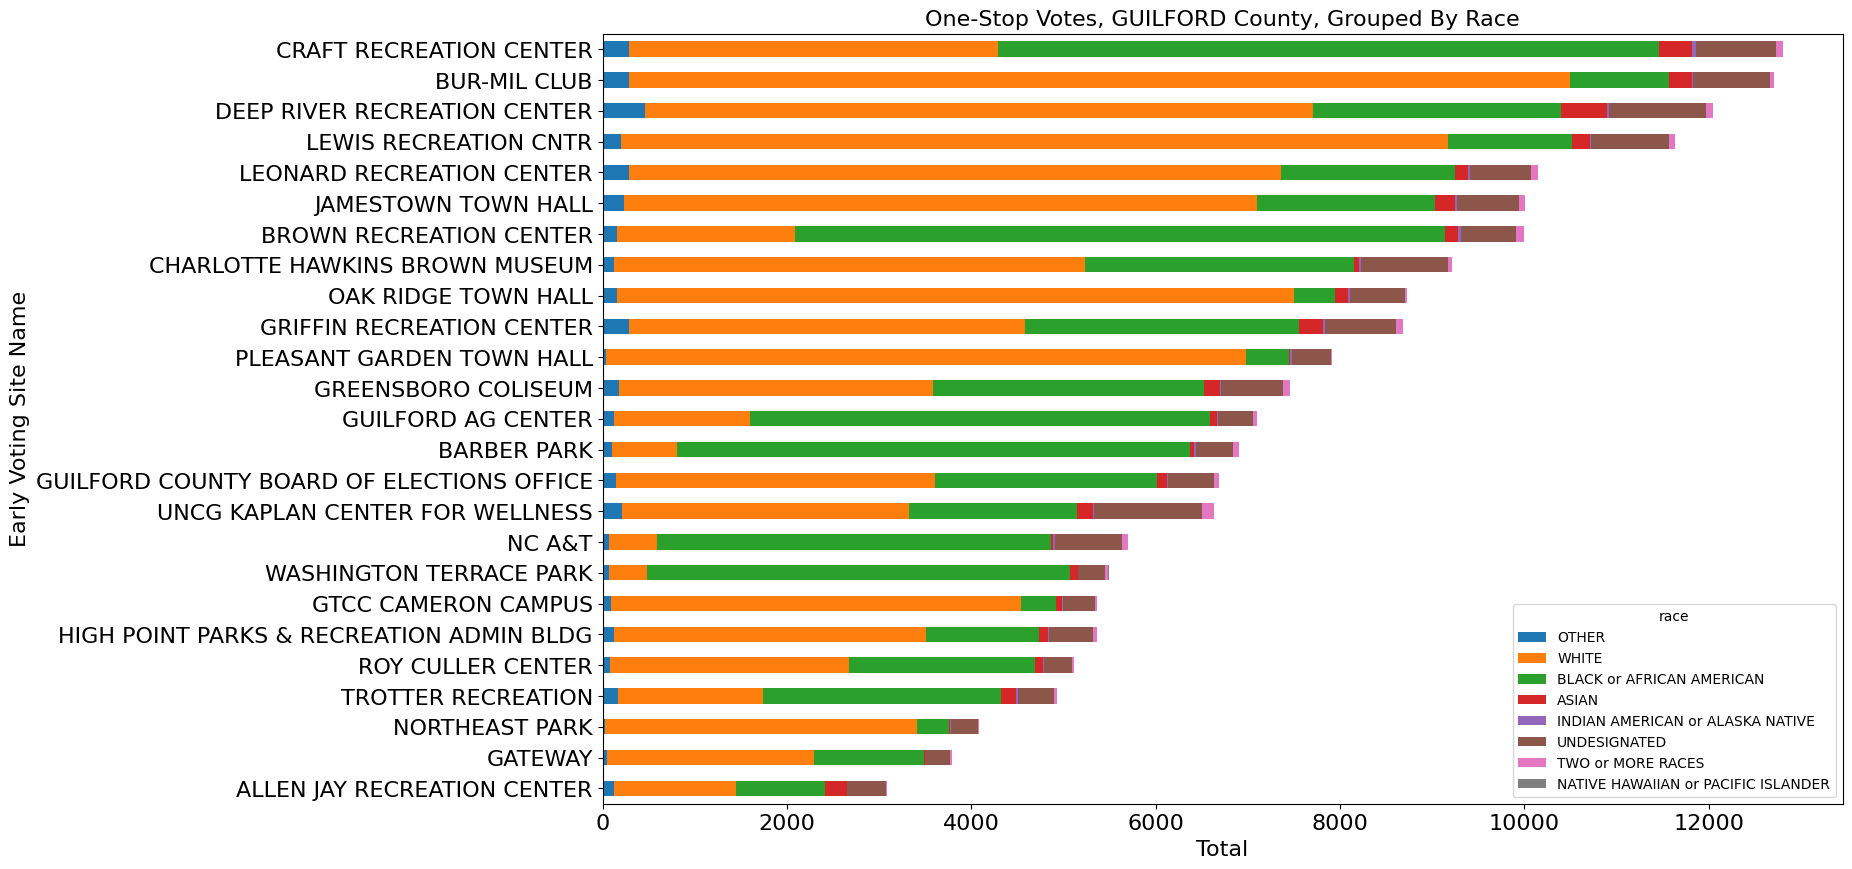 One-Stop Votes, GUILFORD County, Grouped By Race
Early Voting Site Name
CRAFT RECREATION CENTER
BUR-MIL CLUB
DEEP RIVER RECREATION CENTER
LEWIS RECREATION CNTR
LEONARD RECREATION CENTER
JAMESTOWN TOWN HALL
BROWN RECREATION CENTER
CHARLOTTE HAWKINS BROWN MUSEUM
OAK RIDGE TOWN HALL
GRIFFIN RECREATION CENTER
PLEASANT GARDEN TOWN HALL
GREENSBORO COLISEUM
GUILFORD AG CENTER
BARBER PARK
GUILFORD COUNTY BOARD OF ELECTIONS OFFICE
UNCG KAPLAN CENTER FOR WELLNESS
NC A&T
WASHINGTON TERRACE PARK
GTCC CAMERON CAMPUS
HIGH POINT PARKS & RECREATION ADMIN BLDG
ROY CULLER CENTER
TROTTER RECREATION
NORTHEAST PARK
GATEWAY
ALLEN JAY RECREATION CENTER
race
OTHER
WHITE
BLACK or AFRICAN AMERICAN
ASIAN
INDIAN AMERICAN or ALASKA NATIVE
UNDESIGNATED
TWO or MORE RACES
NATIVE HAWAIIAN or PACIFIC ISLANDER
0 2000 4000 6000 8000 10000 12000
Total